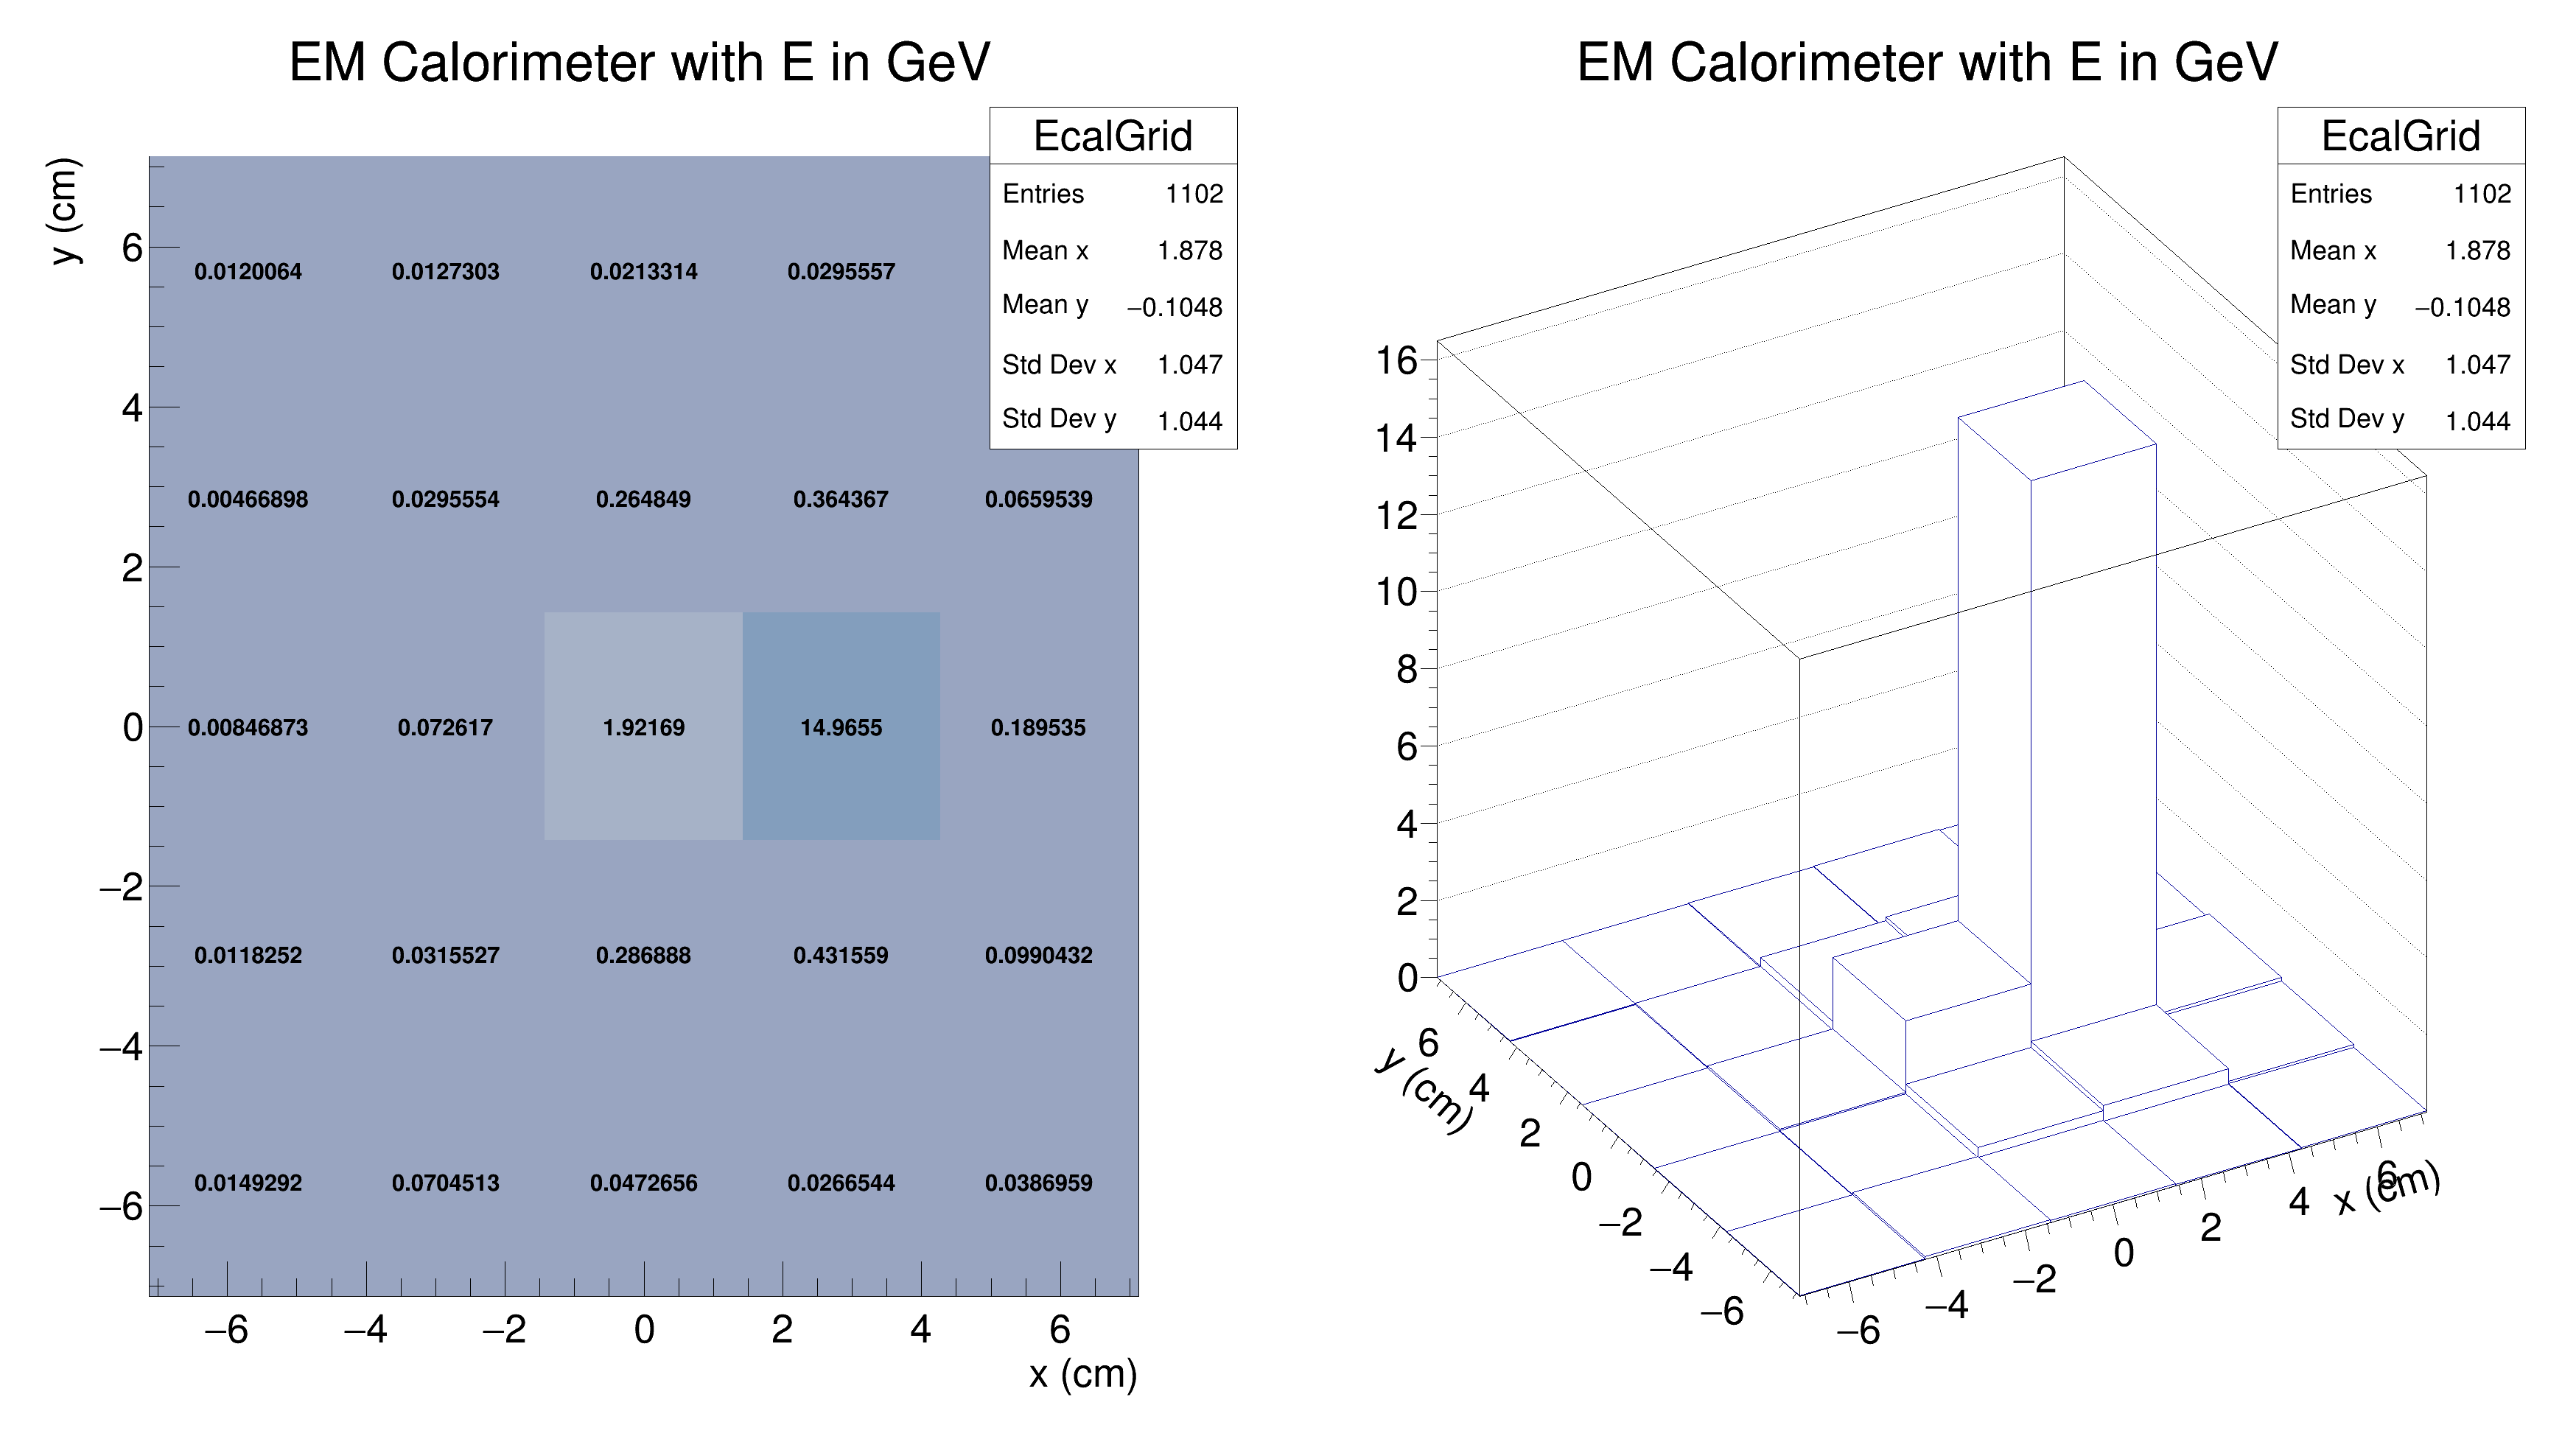 EM Calorimeter with E in GeV
EcalGrid
Entries 1102
Mean x 1.878
Mean y −0.1048
Std Dev x 1.047
Std Dev y 1.044
y (cm)
6
4
2
0
−2
−4
−6
0.0120064 0.0127303 0.0213314 0.0295557
0.00466898 0.0295554 0.264849 0.364367 0.0659539
0.00846873 0.072617 1.92169 14.9655 0.189535
0.0118252 0.0315527 0.286888 0.431559 0.0990432
0.0149292 0.0704513 0.0472656 0.0266544 0.0386959
−6 −4 −2 0 2 4 6
x (cm)
EM Calorimeter with E in GeV
EcalGrid
Entries 1102
Mean x 1.878
Mean y −0.1048
Std Dev x 1.047
Std Dev y 1.044
16
14
12
10
8
6
4
2
0
6
4
2
0
−2
−4
−6
y (cm)
−6
−4
−2
0
2
4
6
x (cm)